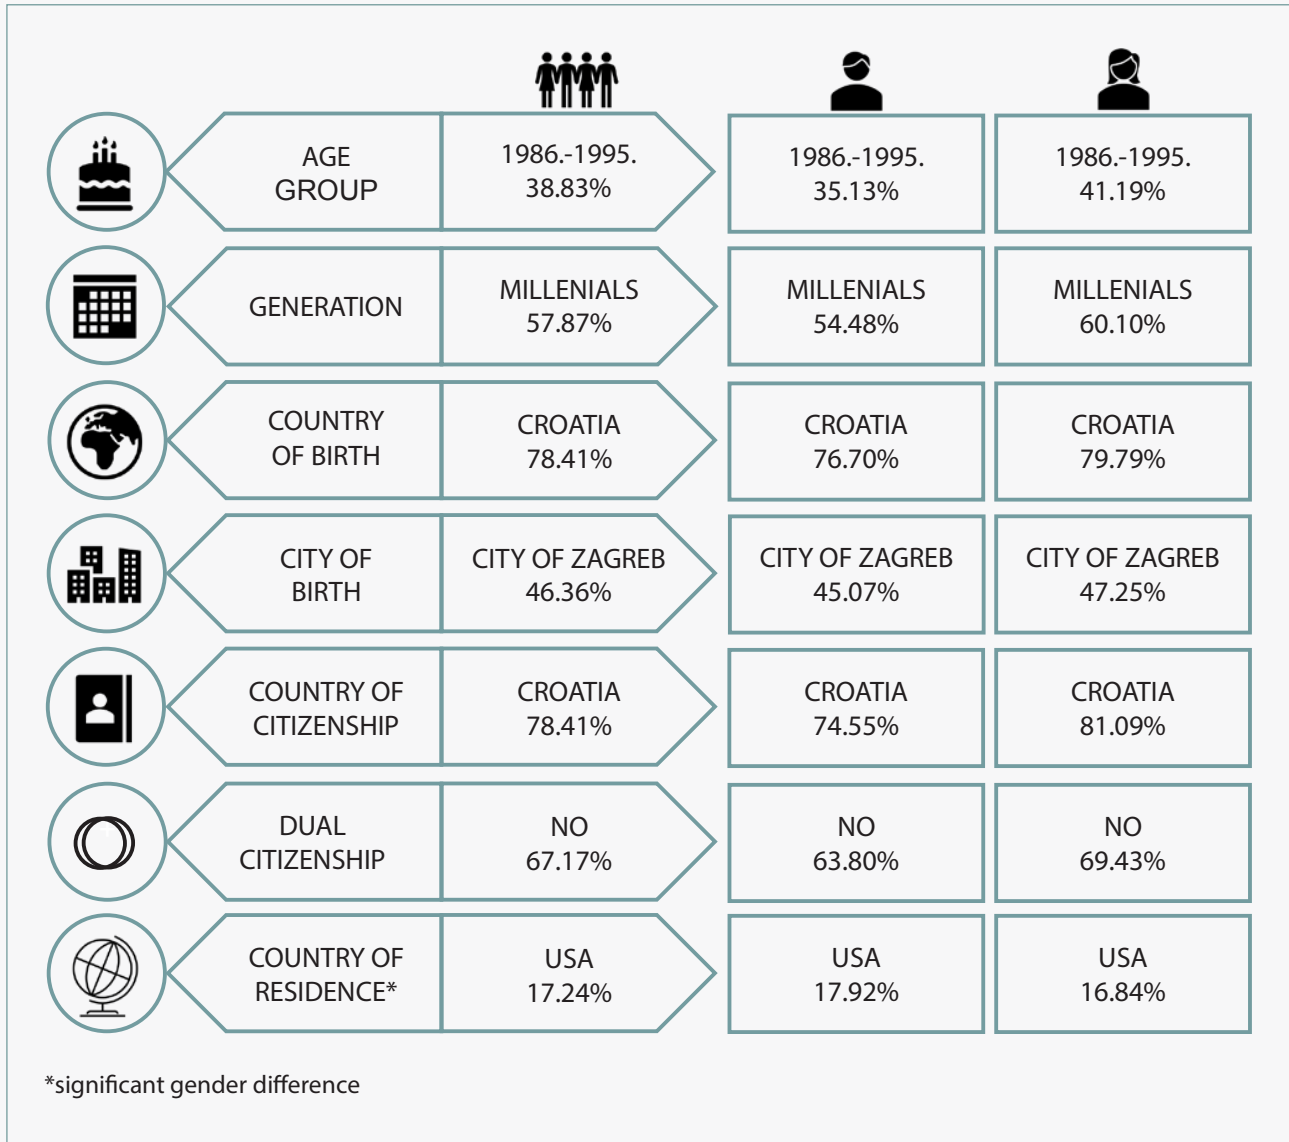 AGE
GROUP
1986.-1995.
38.83%
1986.-1995.
35.13%
1986.-1995.
41.19%
GENERATION
MILLENIALS
57.87%
MILLENIALS
54.48%
MILLENIALS
60.10%
COUNTRY
OF BIRTH
CROATIA
78.41%
CROATIA
76.70%
CROATIA
79.79%
CITY OF
BIRTH
CITY OF ZAGREB
46.36%
CITY OF ZAGREB
45.07%
CITY OF ZAGREB
47.25%
COUNTRY OF
CITIZENSHIP
CROATIA
78.41%
CROATIA
74.55%
CROATIA
81.09%
DUAL
CITIZENSHIP
NO
67.17%
NO
63.80%
NO
69.43%
COUNTRY OF
RESIDENCE*
USA
17.24%
USA
17.92%
USA
16.84%
*significant gender difference